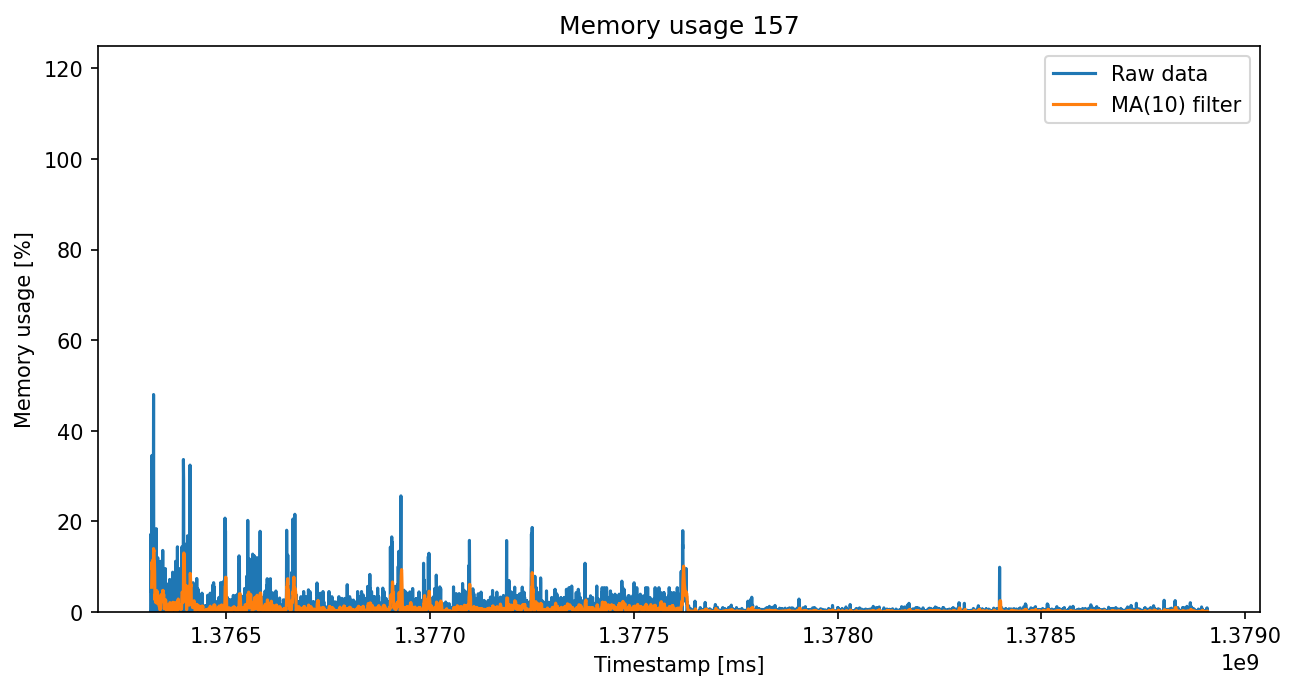 Memory usage 157
Raw data
MA(10) filter
Memory usage [%]
120
100
80
60
40
20
0
1.3765 1.3770 1.3775 1.3780 1.3785 1.3790
1e9
Timestamp [ms]